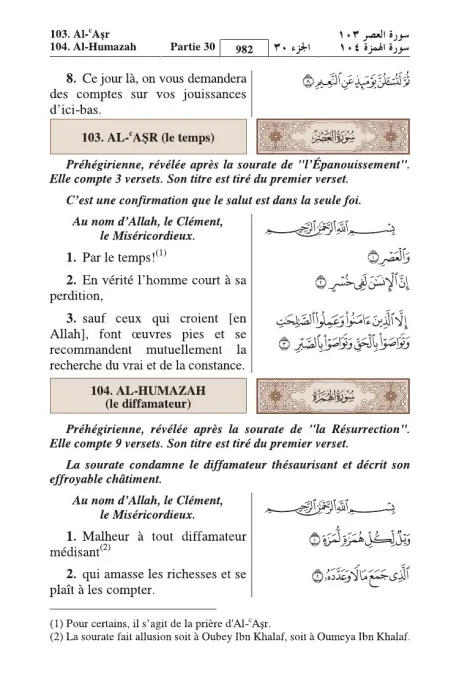 103. Al-ᶜAṣr سورة العصر ١٠٣
104. Al-Humazah Partie 30 982 الجزء ٣٠ سورة الهمزة ١٠٤
8. Ce jour là, on vous demandera
des comptes sur vos jouissances
d'ici-bas.
ثُمَّ لَتُسْـَٔلُنَّ يَوْمَئِذٍ عَنِ ٱلنَّعِيمِ ٨
103. AL-ᶜAṢR (le temps)
سُورَةُ العَصْرِ
Préhégirienne, révélée après la sourate de "l'Épanouissement".
Elle compte 3 versets. Son titre est tiré du premier verset.
C'est une confirmation que le salut est dans la seule foi.
Au nom d'Allah, le Clément,
le Miséricordieux.
بِسْمِ ٱللَّهِ ٱلرَّحْمَٰنِ ٱلرَّحِيمِ
1. Par le temps!(1)
وَٱلْعَصْرِ ١
2. En vérité l'homme court à sa
perdition,
إِنَّ ٱلْإِنسَٰنَ لَفِى خُسْرٍ ٢
3. sauf ceux qui croient [en
Allah], font œuvres pies et se
recommandent mutuellement la
recherche du vrai et de la constance.
إِلَّا ٱلَّذِينَ ءَامَنُوا۟ وَعَمِلُوا۟ ٱلصَّٰلِحَٰتِ
وَتَوَاصَوْا۟ بِٱلْحَقِّ وَتَوَاصَوْا۟ بِٱلصَّبْرِ ٣
104. AL-HUMAZAH
(le diffamateur)
سُورَةُ الهُمَزَةِ
Préhégirienne, révélée après la sourate de "la Résurrection".
Elle compte 9 versets. Son titre est tiré du premier verset.
La sourate condamne le diffamateur thésaurisant et décrit son
effroyable châtiment.
Au nom d'Allah, le Clément,
le Miséricordieux.
بِسْمِ ٱللَّهِ ٱلرَّحْمَٰنِ ٱلرَّحِيمِ
1. Malheur à tout diffamateur
médisant(2)
وَيْلٌ لِّكُلِّ هُمَزَةٍ لُّمَزَةٍ ١
2. qui amasse les richesses et se
plaît à les compter.
ٱلَّذِى جَمَعَ مَالًا وَعَدَّدَهُۥ ٢
(1) Pour certains, il s'agit de la prière d'Al-ᶜAṣr.
(2) La sourate fait allusion soit à Oubey Ibn Khalaf, soit à Oumeya Ibn Khalaf.